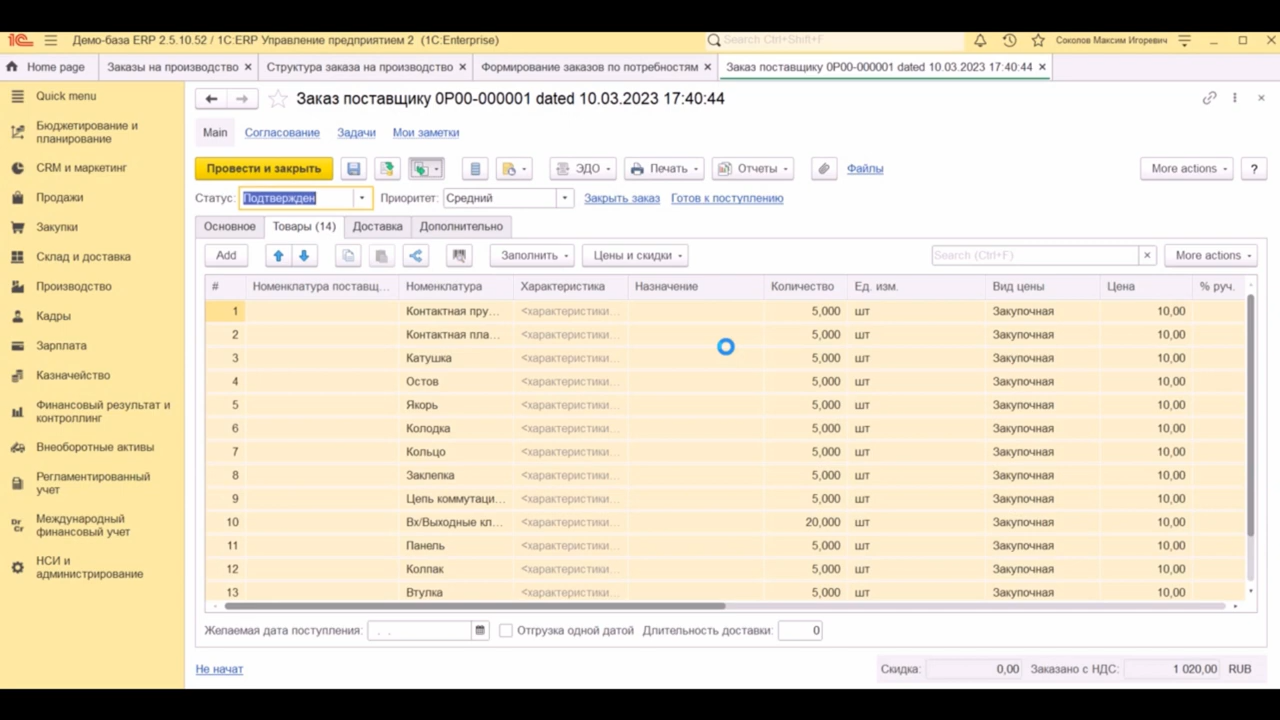 1С Демо-база ERP 2.5.10.52 / 1С:ERP Управление предприятием 2 (1C:Enterprise) Search Ctrl+Shift+F Соколов Максим Игоревич
Home page Заказы на производство Структура заказа на производство Формирование заказов по потребностям Заказ поставщику 0P00-000001 dated 10.03.2023 17:40:44
Quick menu
Бюджетирование и
планирование
CRM и маркетинг
Продажи
Закупки
Склад и доставка
Производство
Кадры
Зарплата
Казначейство
Финансовый результат и
контроллинг
Внеоборотные активы
Регламентированный
учет
Международный
финансовый учет
НСИ и
администрирование
Заказ поставщику 0P00-000001 dated 10.03.2023 17:40:44
Main Согласование Задачи Мои заметки
Провести и закрыть ЭДО Печать Отчеты Файлы More actions ?
Статус: Подтвержден Приоритет: Средний Закрыть заказ Готов к поступлению
Основное Товары (14) Доставка Дополнительно
Add Заполнить Цены и скидки Search (Ctrl+F) More actions
# Номенклатура поставщ... Номенклатура Характеристика Назначение Количество Ед. изм. Вид цены Цена % руч.
1 Контактная пру... <характеристики... 5,000 шт Закупочная 10,00
2 Контактная пла... <характеристики... 5,000 шт Закупочная 10,00
3 Катушка <характеристики... 5,000 шт Закупочная 10,00
4 Остов <характеристики... 5,000 шт Закупочная 10,00
5 Якорь <характеристики... 5,000 шт Закупочная 10,00
6 Колодка <характеристики... 5,000 шт Закупочная 10,00
7 Кольцо <характеристики... 5,000 шт Закупочная 10,00
8 Заклепка <характеристики... 5,000 шт Закупочная 10,00
9 Цепь коммутаци... <характеристики... 5,000 шт Закупочная 10,00
10 Вх/Выходные кл... <характеристики... 20,000 шт Закупочная 10,00
11 Панель <характеристики... 5,000 шт Закупочная 10,00
12 Колпак <характеристики... 5,000 шт Закупочная 10,00
13 Втулка <характеристики... 5,000 шт Закупочная 10,00
Желаемая дата поступления: . . Отгрузка одной датой Длительность доставки: 0
Не начат Скидка: 0,00 Заказано с НДС: 1 020,00 RUB